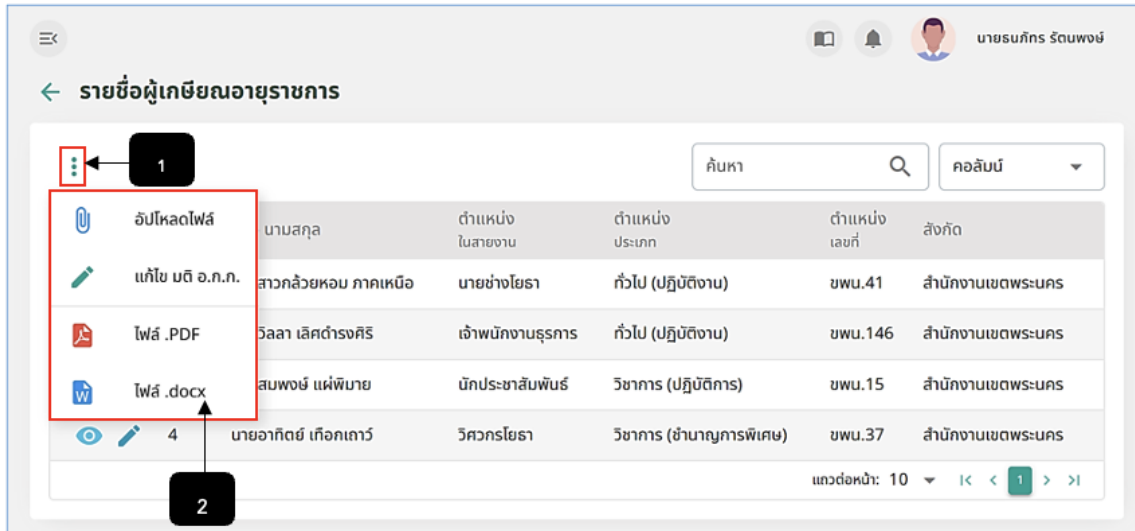 นายธนภัทร รัตนพงษ์
รายชื่อผู้เกษียณอายุราชการ
1
ค้นหา
คอลัมน์
อัปโหลดไฟล์
แก้ไข มติ อ.ก.ก.
ไฟล์ .PDF
ไฟล์ .docx
นามสกุล ตำแหน่ง ตำแหน่ง ตำแหน่ง สังกัด
ในสายงาน ประเภท เลขที่
สาวกล้วยหอม ภาคเหนือ นายช่างโยธา ทั่วไป (ปฏิบัติงาน) ขพน.41 สำนักงานเขตพระนคร
วิลลา เลิศดำรงศิริ เจ้าพนักงานธุรการ ทั่วไป (ปฏิบัติงาน) ขพน.146 สำนักงานเขตพระนคร
สมพงษ์ แผ่พิมาย นักประชาสัมพันธ์ วิชาการ (ปฏิบัติการ) ขพน.15 สำนักงานเขตพระนคร
4 นายอาทิตย์ เทือกเถาว์ วิศวกรโยธา วิชาการ (ชำนาญการพิเศษ) ขพน.37 สำนักงานเขตพระนคร
แถวต่อหน้า: 10 1
2